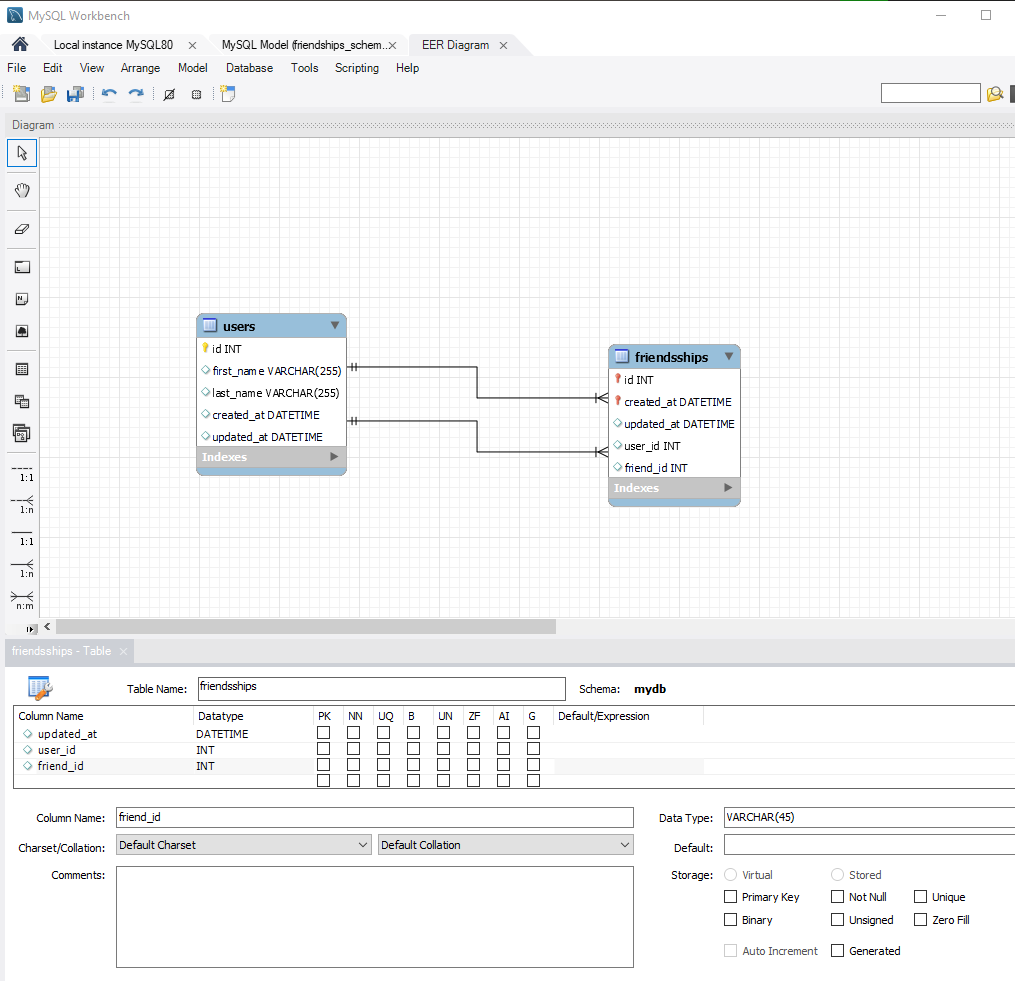 MySQL Workbench
Local instance MySQL80 MySQL Model (friendships_schem... EER Diagram
File Edit View Arrange Model Database Tools Scripting Help
Diagram
users
id INT
first_name VARCHAR(255)
last_name VARCHAR(255)
created_at DATETIME
updated_at DATETIME
Indexes
friendsships
id INT
created_at DATETIME
updated_at DATETIME
user_id INT
friend_id INT
Indexes
1:1
1:n
1:1
1:n
n:m
friendsships - Table
Table Name: friendsships Schema: mydb
Column Name Datatype PK NN UQ B UN ZF AI G Default/Expression
updated_at DATETIME
user_id INT
friend_id INT
Column Name: friend_id Data Type: VARCHAR(45)
Charset/Collation: Default Charset Default Collation Default:
Comments: Storage: Virtual Stored
Primary Key Not Null Unique
Binary Unsigned Zero Fill
Auto Increment Generated